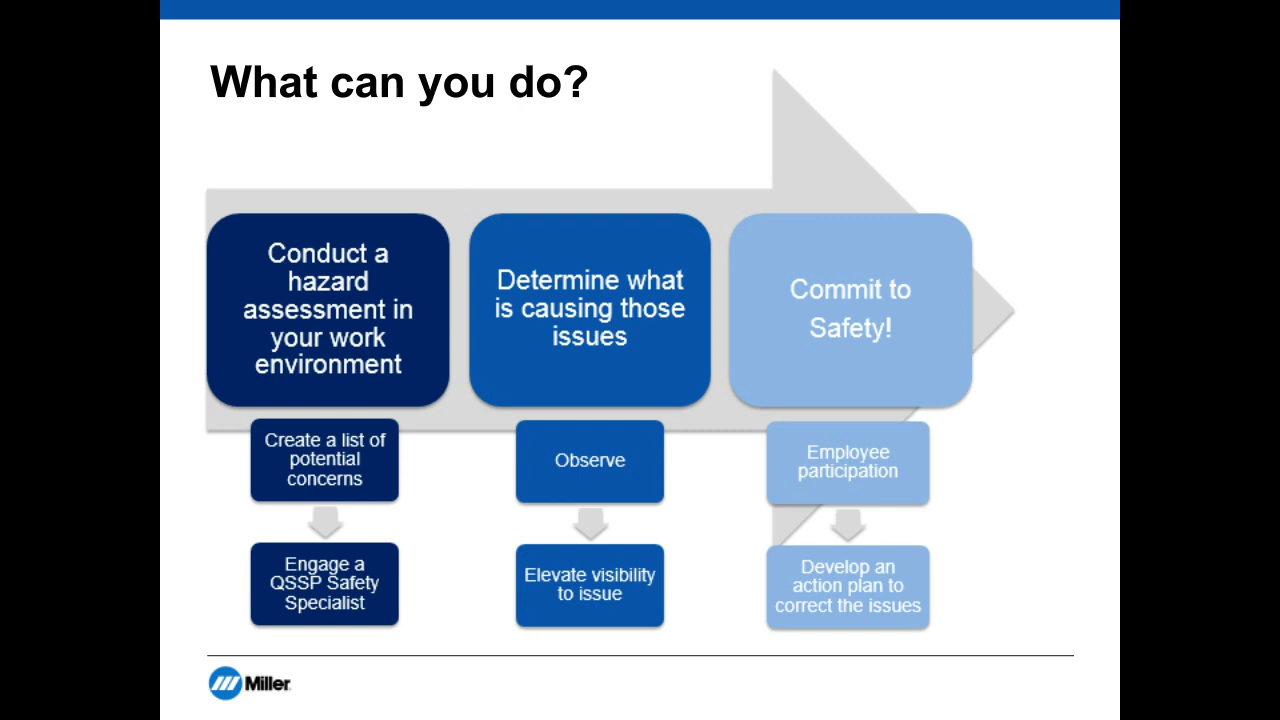 What can you do?
Conduct a
hazard
assessment in
your work
environment
Determine what
is causing those
issues
Commit to
Safety!
Create a list of
potential
concerns
Engage a
QSSP Safety
Specialist
Observe
Elevate visibility
to issue
Employee
participation
Develop an
action plan to
correct the issues
Miller